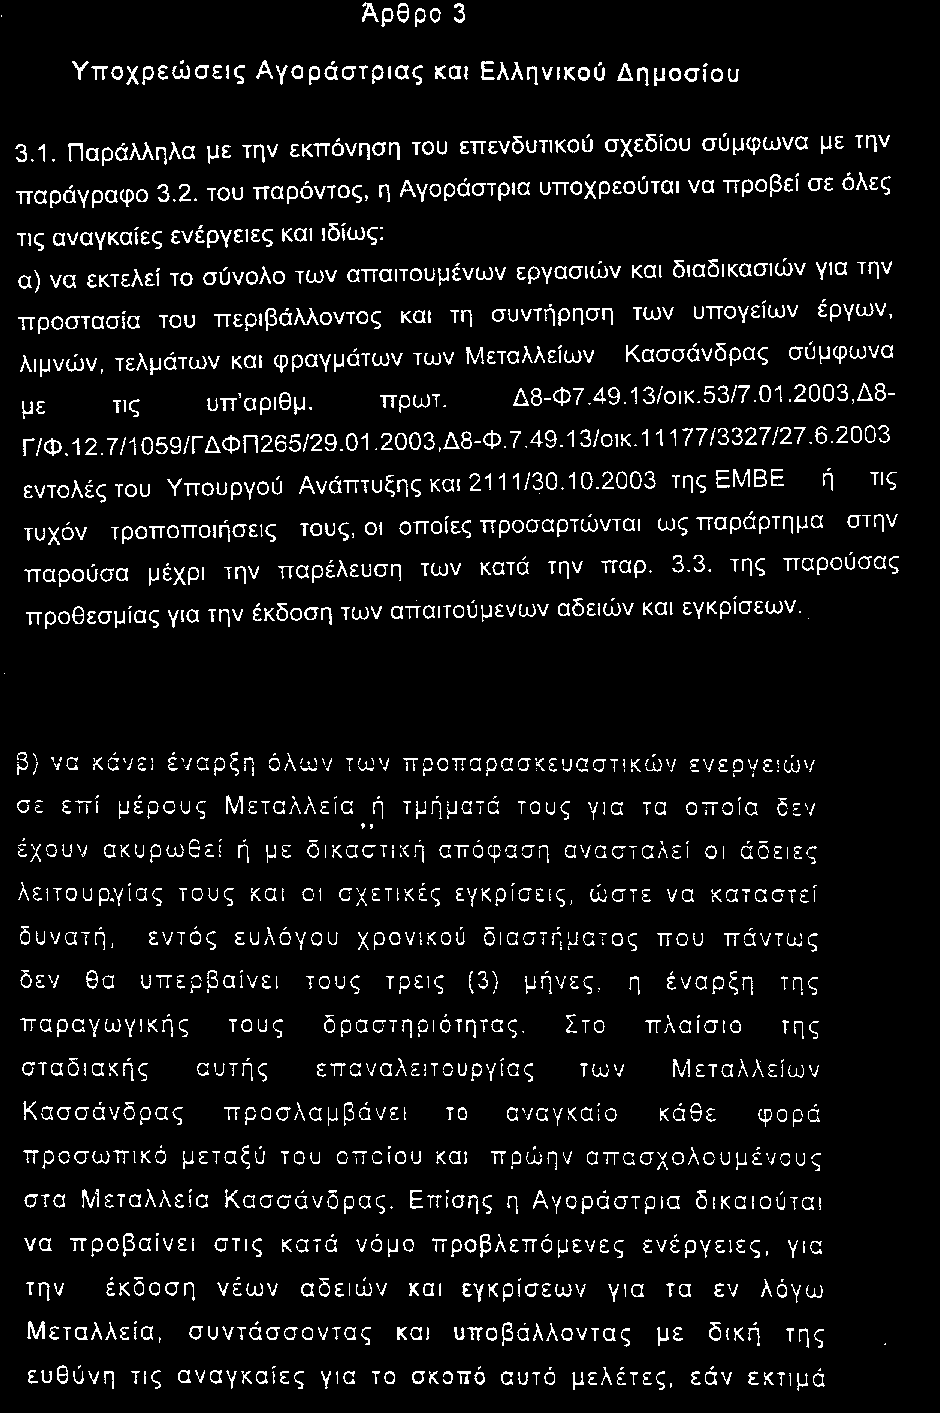 Άρθρο 3
Υποχρεώσεις Αγοράστριας και Ελληνικού Δημοσίου
3.1. Παράλληλα με την εκπόνηση του επενδυτικού σχεδίου σύμφωνα με την
παράγραφο 3.2. του παρόντος, η Αγοράστρια υποχρεούται να προβεί σε όλες
τις αναγκαίες ενέργειες και ιδίως:
α) να εκτελεί το σύνολο των απαιτουμένων εργασιών και διαδικασιών για την
προστασία του περιβάλλοντος και τη συντήρηση των υπογείων έργων,
λιμνών, τελμάτων και φραγμάτων των Μεταλλείων Κασσάνδρας σύμφωνα
με τις υπ'αριθμ. πρωτ. Δ8-Φ7.49.13/οικ.53/7.01.2003,Δ8-
Γ/Φ.12.7/1059/ΓΔΦΠ265/29.01.2003,Δ8-Φ.7.49.13/οικ.11177/3327/27.6.2003
εντολές του Υπουργού Ανάπτυξης και 2111/30.10.2003 της ΕΜΒΕ ή τις
τυχόν τροποποιήσεις τους, οι οποίες προσαρτώνται ως παράρτημα στην
παρούσα μέχρι την παρέλευση των κατά την παρ. 3.3. της παρούσας
προθεσμίας για την έκδοση των απαιτούμενων αδειών και εγκρίσεων.
β) να κάνει έναρξη όλων των προπαρασκευαστικών ενεργειών
σε επί μέρους Μεταλλεία ή τμήματά τους για τα οποία δεν
έχουν ακυρωθεί ή με δικαστική απόφαση ανασταλεί οι άδειες
λειτουργίας τους και οι σχετικές εγκρίσεις, ώστε να καταστεί
δυνατή, εντός ευλόγου χρονικού διαστήματος που πάντως
δεν θα υπερβαίνει τους τρεις (3) μήνες, η έναρξη της
παραγωγικής τους δραστηριότητας. Στο πλαίσιο της
σταδιακής αυτής επαναλειτουργίας των Μεταλλείων
Κασσάνδρας προσλαμβάνει το αναγκαίο κάθε φορά
προσωπικό μεταξύ του οποίου και πρώην απασχολουμένους
στα Μεταλλεία Κασσάνδρας. Επίσης η Αγοράστρια δικαιούται
να προβαίνει στις κατά νόμο προβλεπόμενες ενέργειες, για
την έκδοση νέων αδειών και εγκρίσεων για τα εν λόγω
Μεταλλεία, συντάσσοντας και υποβάλλοντας με δική της
ευθύνη τις αναγκαίες για το σκοπό αυτό μελέτες, εάν εκτιμά